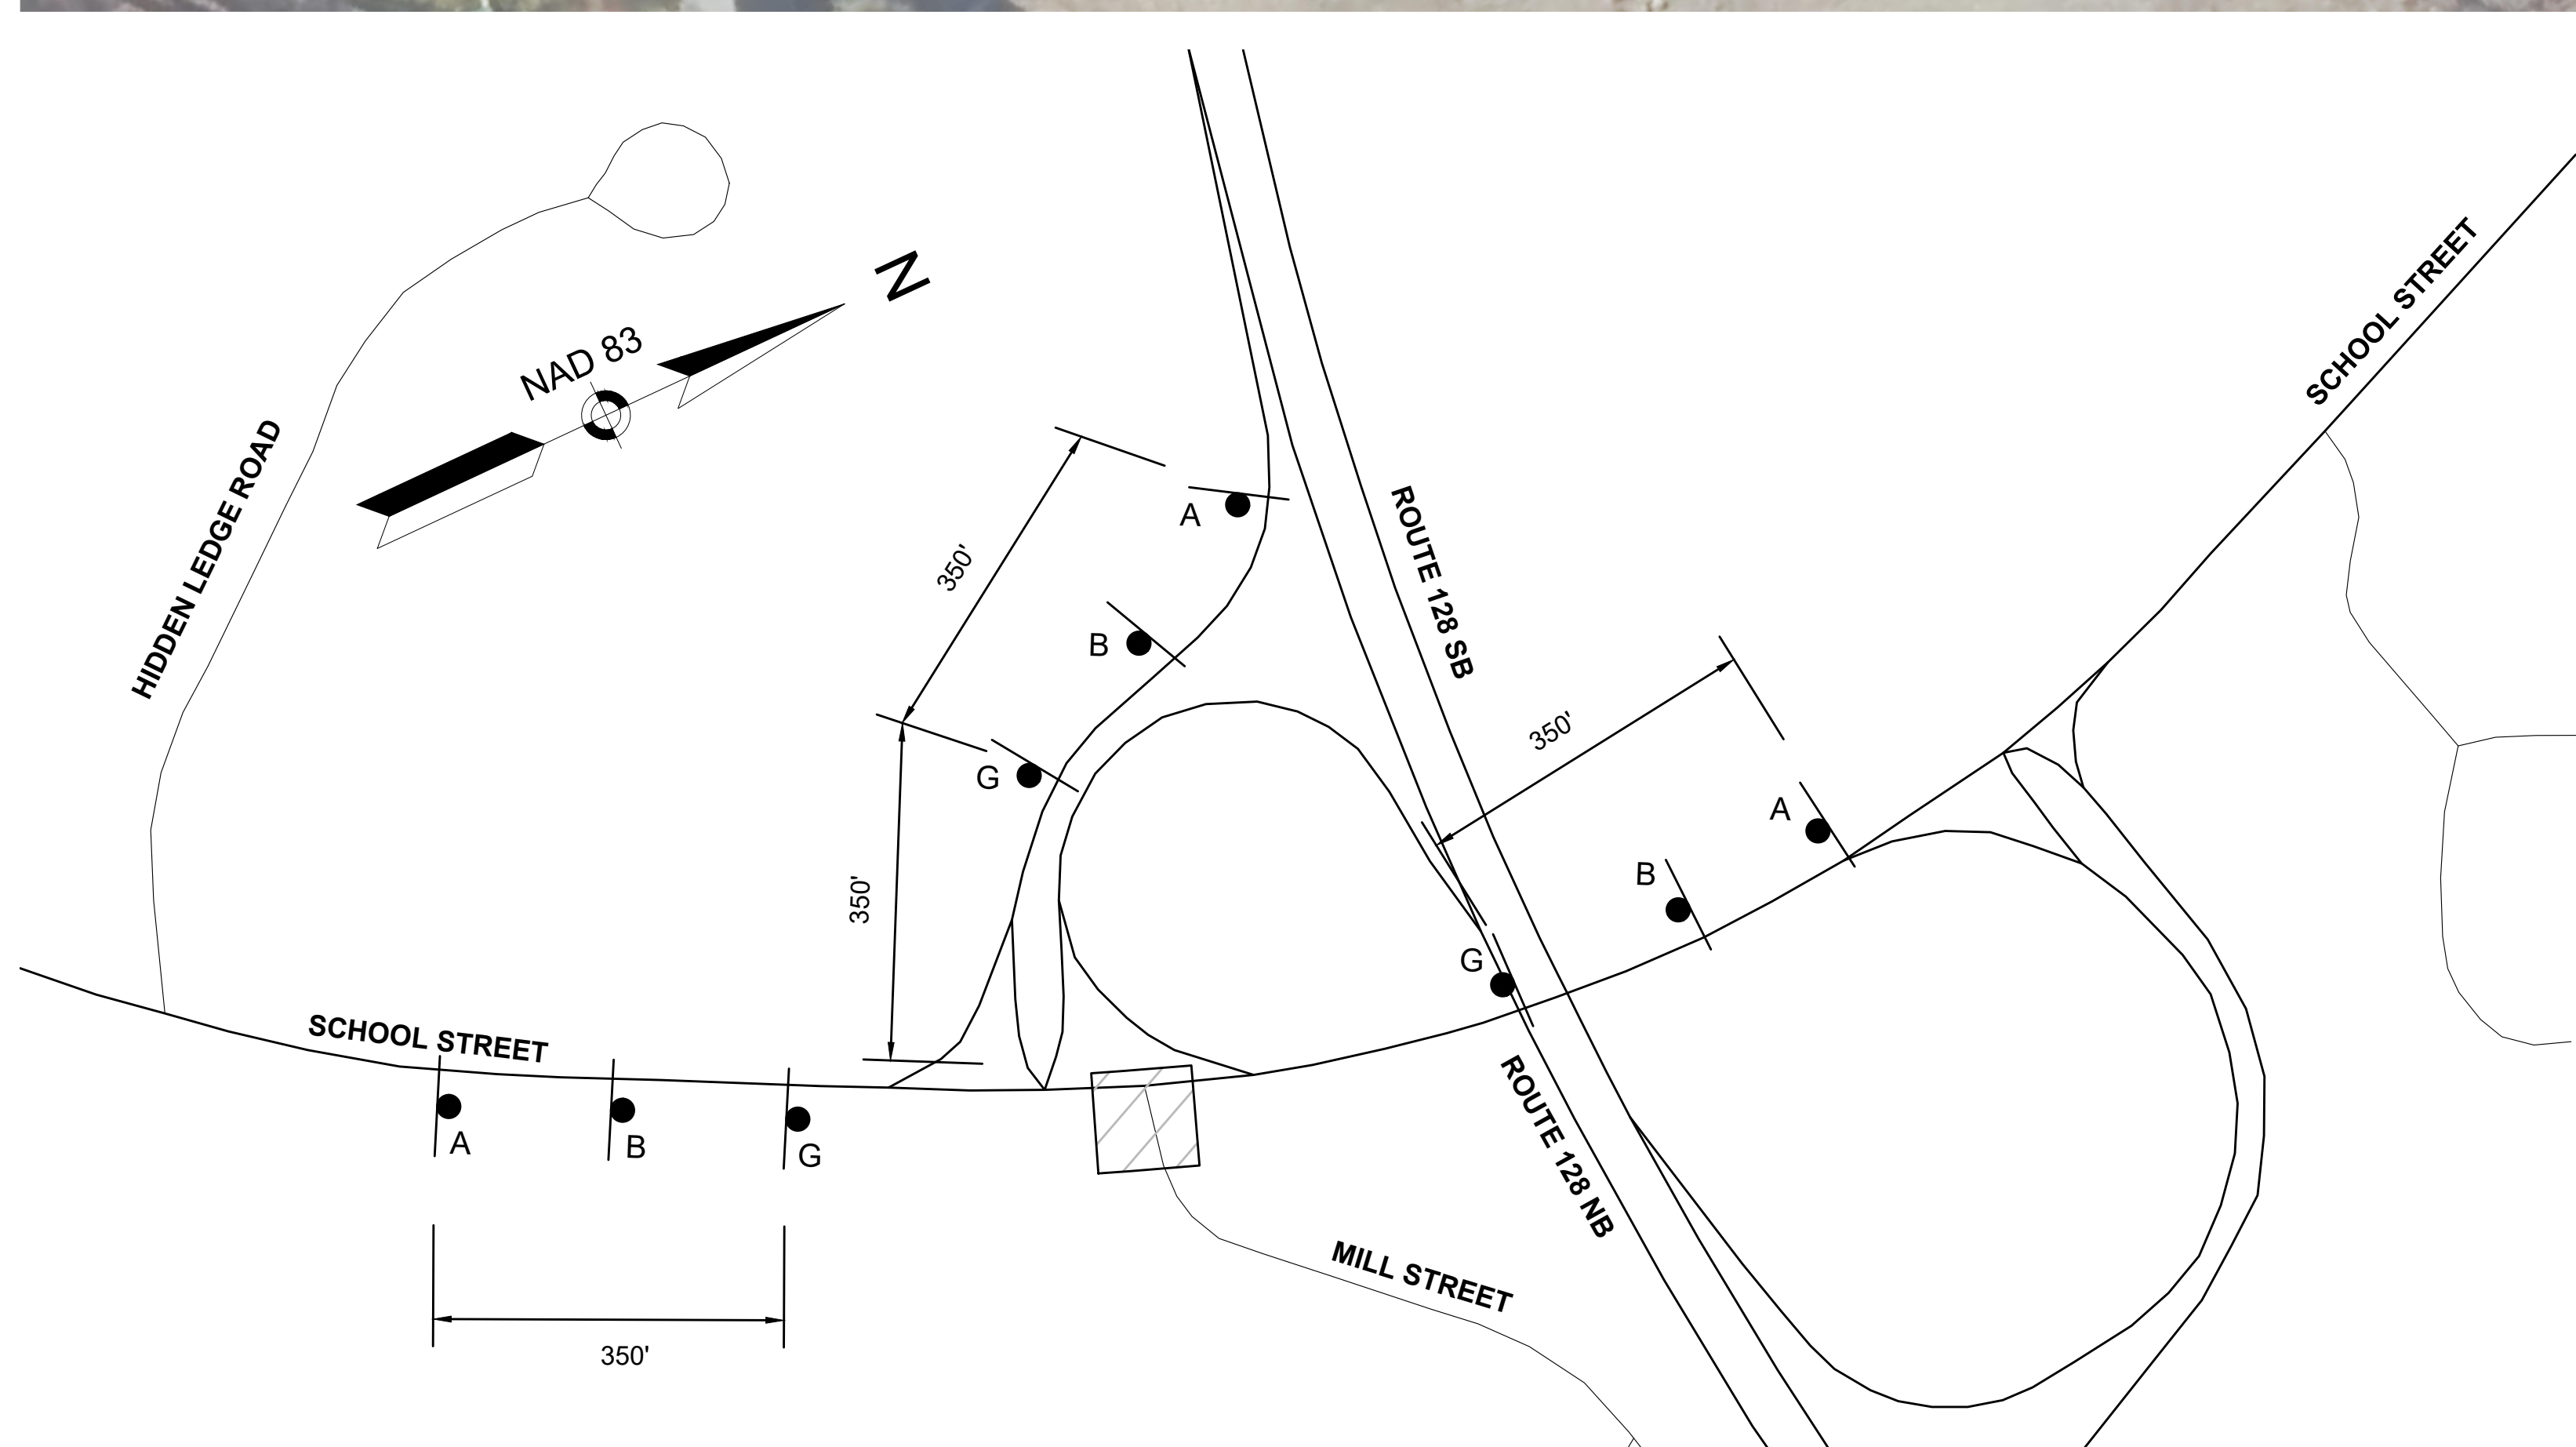 N
NAD 83
HIDDEN LEDGE ROAD
SCHOOL STREET
ROUTE 128 SB
A
350'
B
350'
A
G
B
350'
G
SCHOOL STREET
ROUTE 128 NB
A
B
G
MILL STREET
350'